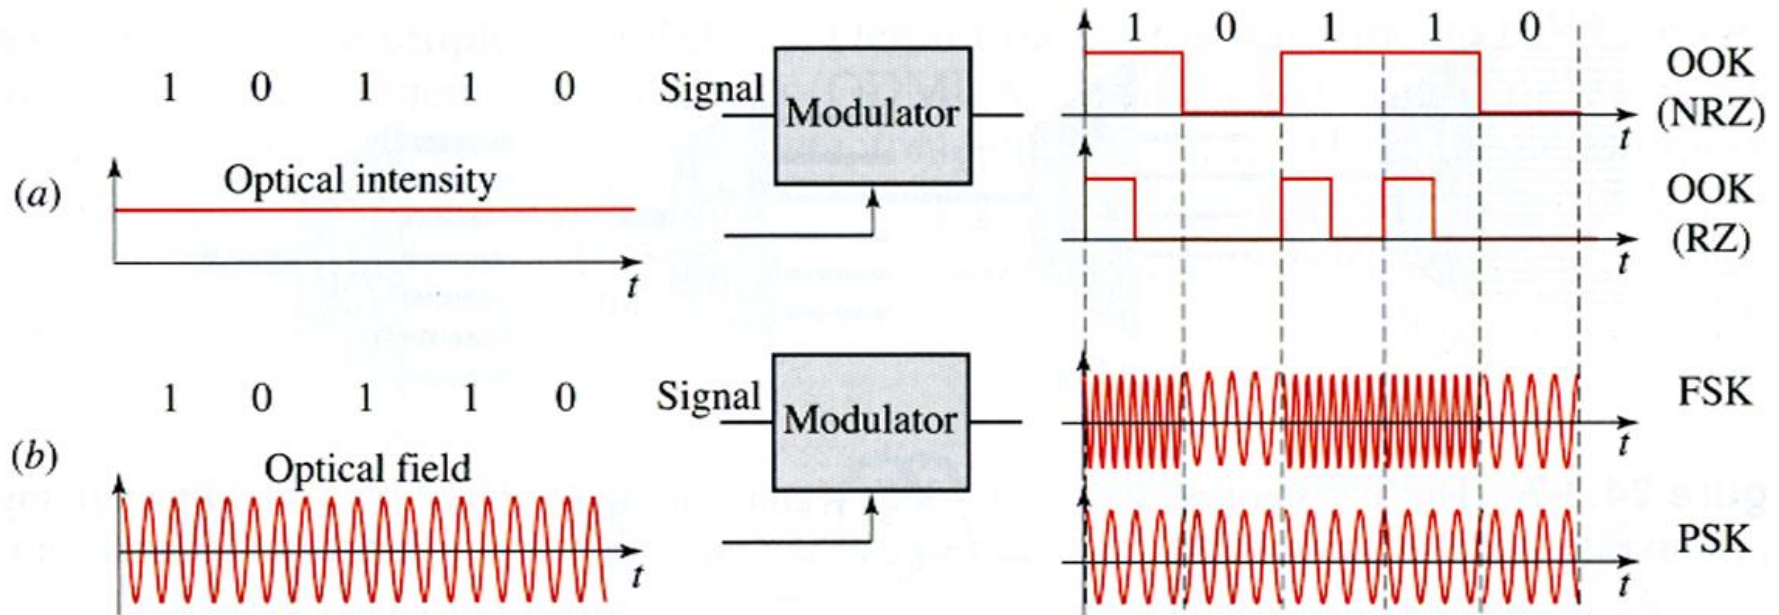 1 0 1 1 0
Signal
Modulator
(a)
Optical intensity
t
1 0 1 1 0
OOK
(NRZ)
t
OOK
(RZ)
t
1 0 1 1 0
Signal
Modulator
(b)
Optical field
t
FSK
t
PSK
t